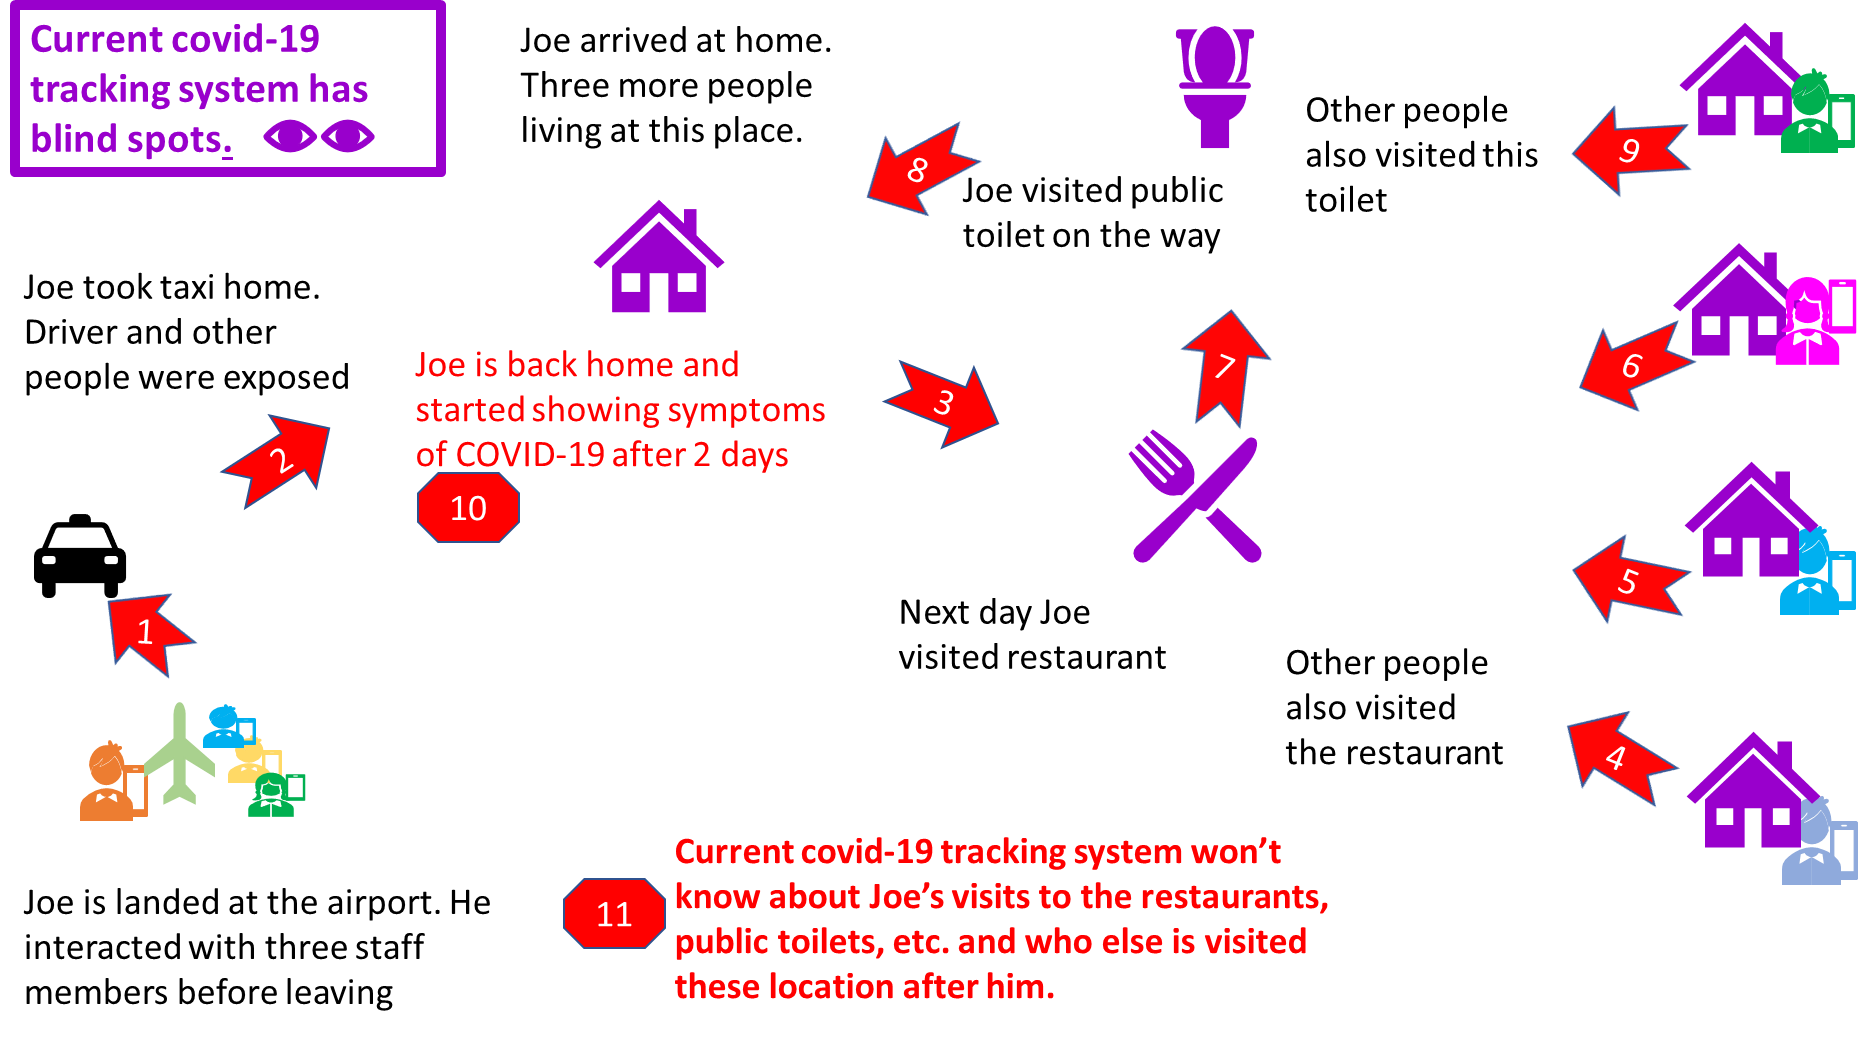 Current covid-19
tracking system has
blind spots.
Joe arrived at home.
Three more people
living at this place.
Other people
also visited this
toilet
9
8
Joe visited public
toilet on the way
Joe took taxi home.
Driver and other
people were exposed
Joe is back home and
started showing symptoms
of COVID-19 after 2 days
10
3
7
6
2
1
5
Next day Joe
visited restaurant
Other people
also visited
the restaurant
4
Joe is landed at the airport. He
interacted with three staff
members before leaving
11
Current covid-19 tracking system won’t
know about Joe’s visits to the restaurants,
public toilets, etc. and who else is visited
these location after him.